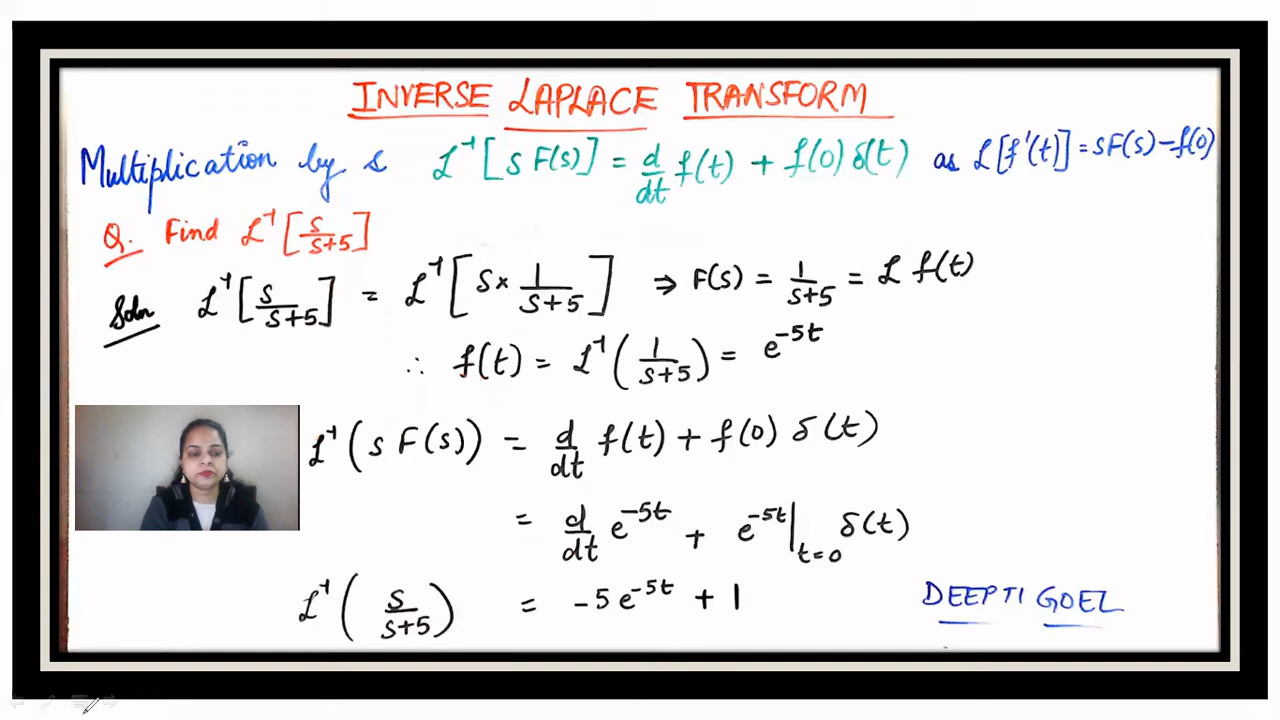 INVERSE LAPLACE TRANSFORM
Multiplication by s L⁻¹[s F(s)] = d/dt f(t) + f(0) δ(t) as L[f'(t)] = sF(s) - f(0)
Q. Find L⁻¹[s/s+5]
Soln L⁻¹[s/s+5] = L⁻¹[s × 1/s+5] ⇒ F(s) = 1/s+5 = L f(t)
∴ f(t) = L⁻¹(1/s+5) = e^-5t
L⁻¹(s F(s)) = d/dt f(t) + f(0) δ(t)
= d/dt e^-5t + e^-5t|t=0 δ(t)
L⁻¹(s/s+5) = -5e^-5t + 1
DEEPTI GOEL